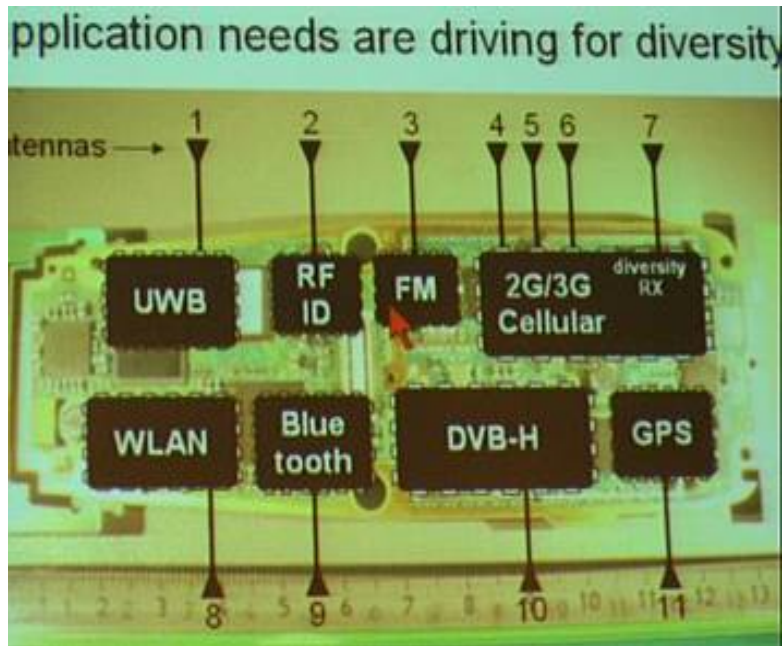 pplication needs are driving for diversity
1 2 3 4 5 6 7
tennas
UWB
RF
ID
FM
2G/3G
Cellular
diversity
RX
WLAN
Blue
tooth
DVB-H
GPS
8 9 10 11